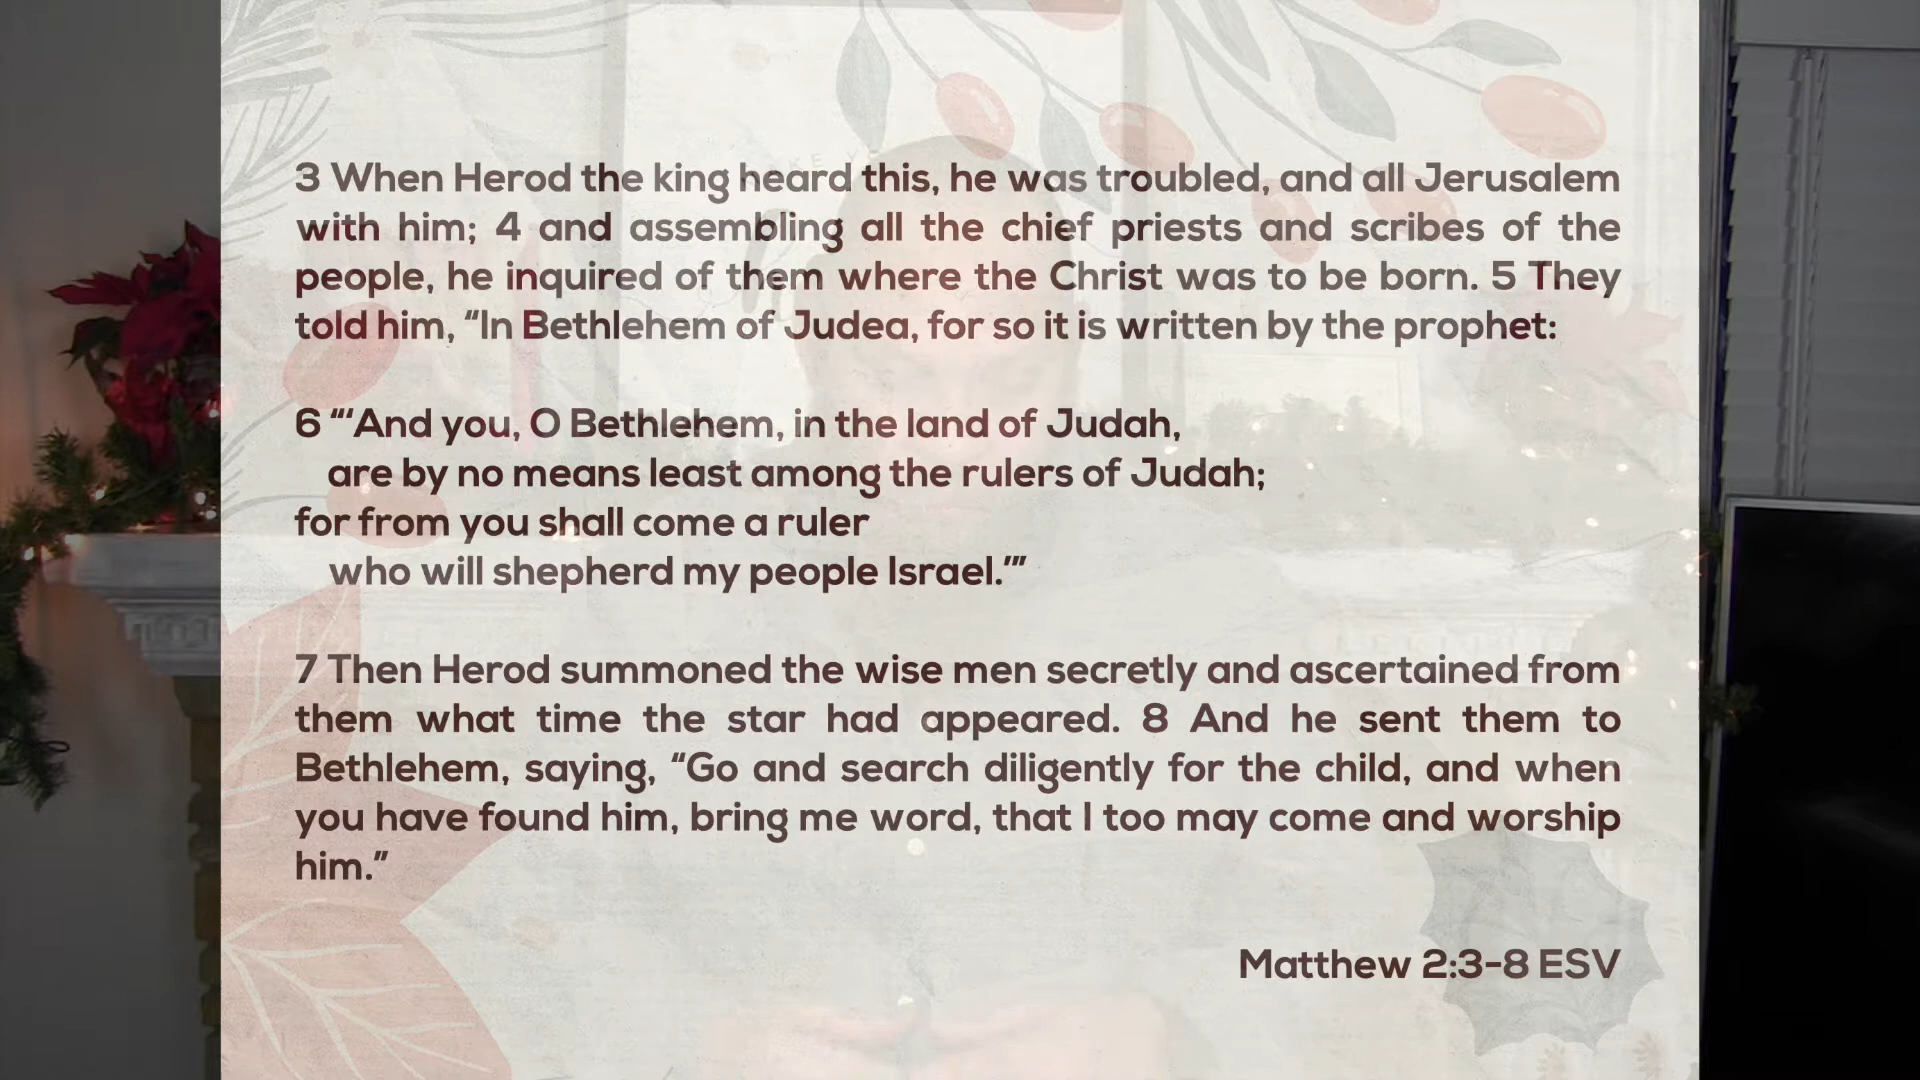 3 When Herod the king heard this, he was troubled, and all Jerusalem
with him; 4 and assembling all the chief priests and scribes of the
people, he inquired of them where the Christ was to be born. 5 They
told him, “In Bethlehem of Judea, for so it is written by the prophet:
6 “‘And you, O Bethlehem, in the land of Judah,
are by no means least among the rulers of Judah;
for from you shall come a ruler
who will shepherd my people Israel.’”
7 Then Herod summoned the wise men secretly and ascertained from
them what time the star had appeared. 8 And he sent them to
Bethlehem, saying, “Go and search diligently for the child, and when
you have found him, bring me word, that I too may come and worship
him.”
Matthew 2:3-8 ESV